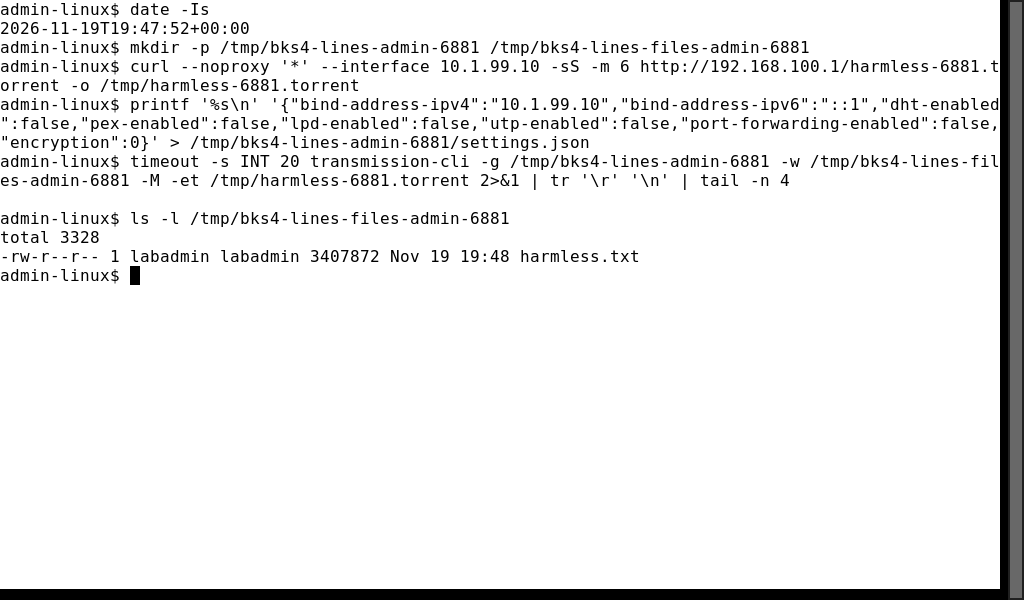 admin-linux$ date -Is
2026-11-19T19:47:52+00:00
admin-linux$ mkdir -p /tmp/bks4-lines-admin-6881 /tmp/bks4-lines-files-admin-6881
admin-linux$ curl --noproxy '*' --interface 10.1.99.10 -sS -m 6 http://192.168.100.1/harmless-6881.t
orrent -o /tmp/harmless-6881.torrent
admin-linux$ printf '%s\n' '{"bind-address-ipv4":"10.1.99.10","bind-address-ipv6":"::1","dht-enabled
":false,"pex-enabled":false,"lpd-enabled":false,"utp-enabled":false,"port-forwarding-enabled":false,
"encryption":0}' > /tmp/bks4-lines-admin-6881/settings.json
admin-linux$ timeout -s INT 20 transmission-cli -g /tmp/bks4-lines-admin-6881 -w /tmp/bks4-lines-fil
es-admin-6881 -M -et /tmp/harmless-6881.torrent 2>&1 | tr '\r' '\n' | tail -n 4
admin-linux$ ls -l /tmp/bks4-lines-files-admin-6881
total 3328
-rw-r--r-- 1 labadmin labadmin 3407872 Nov 19 19:48 harmless.txt
admin-linux$